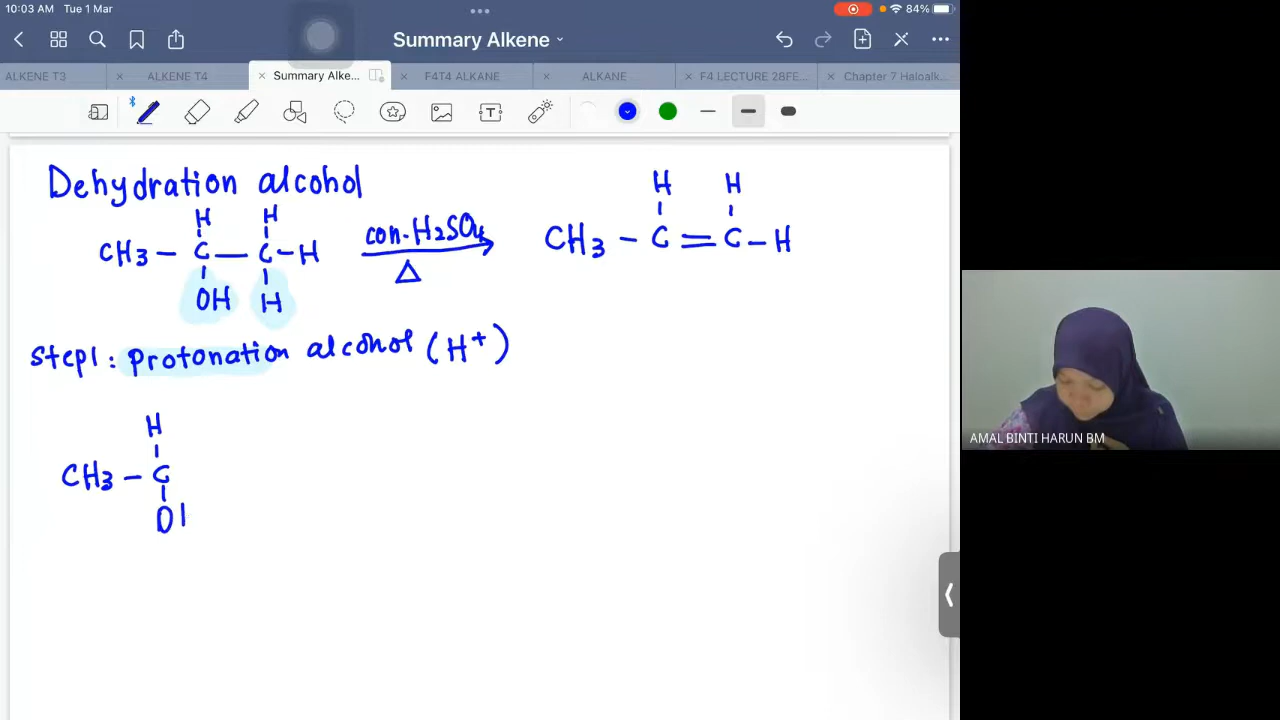 10:03 AM Tue 1 Mar
84%
Summary Alkene
ALKENE T3
ALKENE T4
Summary Alke...
F4T4 ALKANE
ALKANE
F4 LECTURE 28FE...
Chapter 7 Haloalk...
Dehydration alcohol
H H
CH3 – C – C – H
OH H
con. H2SO4
Δ
H H
CH3 – C = C – H
Step1 : Protonation alcohol (H+)
H
CH3 – C
AMAL BINTI HARUN BM